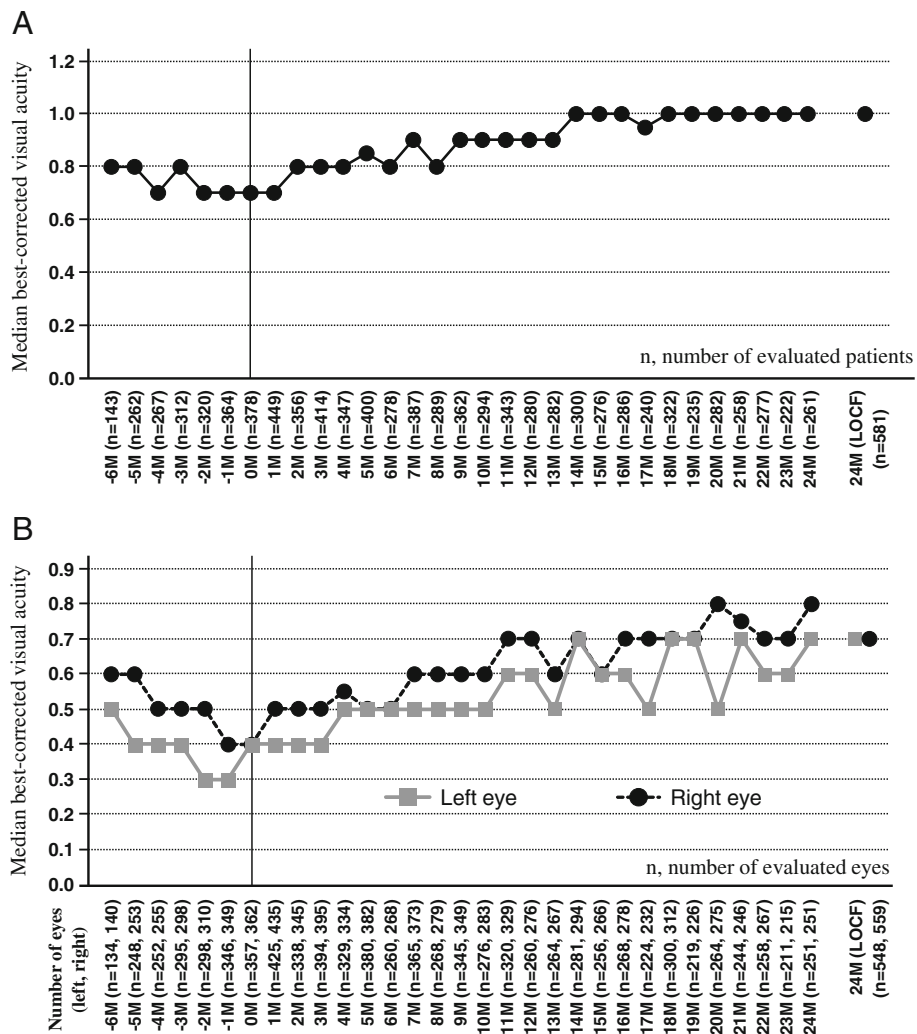 A
Median best-corrected visual acuity
1.2
1.0
0.8
0.6
0.4
0.2
0.0
n, number of evaluated patients
-6M (n=143)
-5M (n=262)
-4M (n=267)
-3M (n=312)
-2M (n=320)
-1M (n=364)
0M (n=378)
1M (n=449)
2M (n=356)
3M (n=414)
4M (n=347)
5M (n=400)
6M (n=278)
7M (n=387)
8M (n=289)
9M (n=362)
10M (n=294)
11M (n=343)
12M (n=280)
13M (n=282)
14M (n=300)
15M (n=276)
16M (n=286)
17M (n=240)
18M (n=322)
19M (n=235)
20M (n=282)
21M (n=258)
22M (n=277)
23M (n=222)
24M (n=261)
24M (LOCF)
(n=581)
B
Median best-corrected visual acuity
0.9
0.8
0.7
0.6
0.5
0.4
0.3
0.2
0.1
0.0
Left eye
Right eye
n, number of evaluated eyes
Number of eyes
(left, right)
-6M (n=134, 140)
-5M (n=248, 253)
-4M (n=252, 255)
-3M (n=295, 298)
-2M (n=298, 310)
-1M (n=346, 349)
0M (n=357, 362)
1M (n=425, 435)
2M (n=338, 345)
3M (n=394, 395)
4M (n=329, 334)
5M (n=380, 382)
6M (n=260, 268)
7M (n=365, 373)
8M (n=268, 279)
9M (n=345, 349)
10M (n=276, 283)
11M (n=320, 329)
12M (n=260, 276)
13M (n=264, 267)
14M (n=281, 294)
15M (n=256, 266)
16M (n=268, 278)
17M (n=224, 232)
18M (n=300, 312)
19M (n=219, 226)
20M (n=264, 275)
21M (n=244, 246)
22M (n=258, 267)
23M (n=211, 215)
24M (n=251, 251)
24M (LOCF)
(n=548, 559)